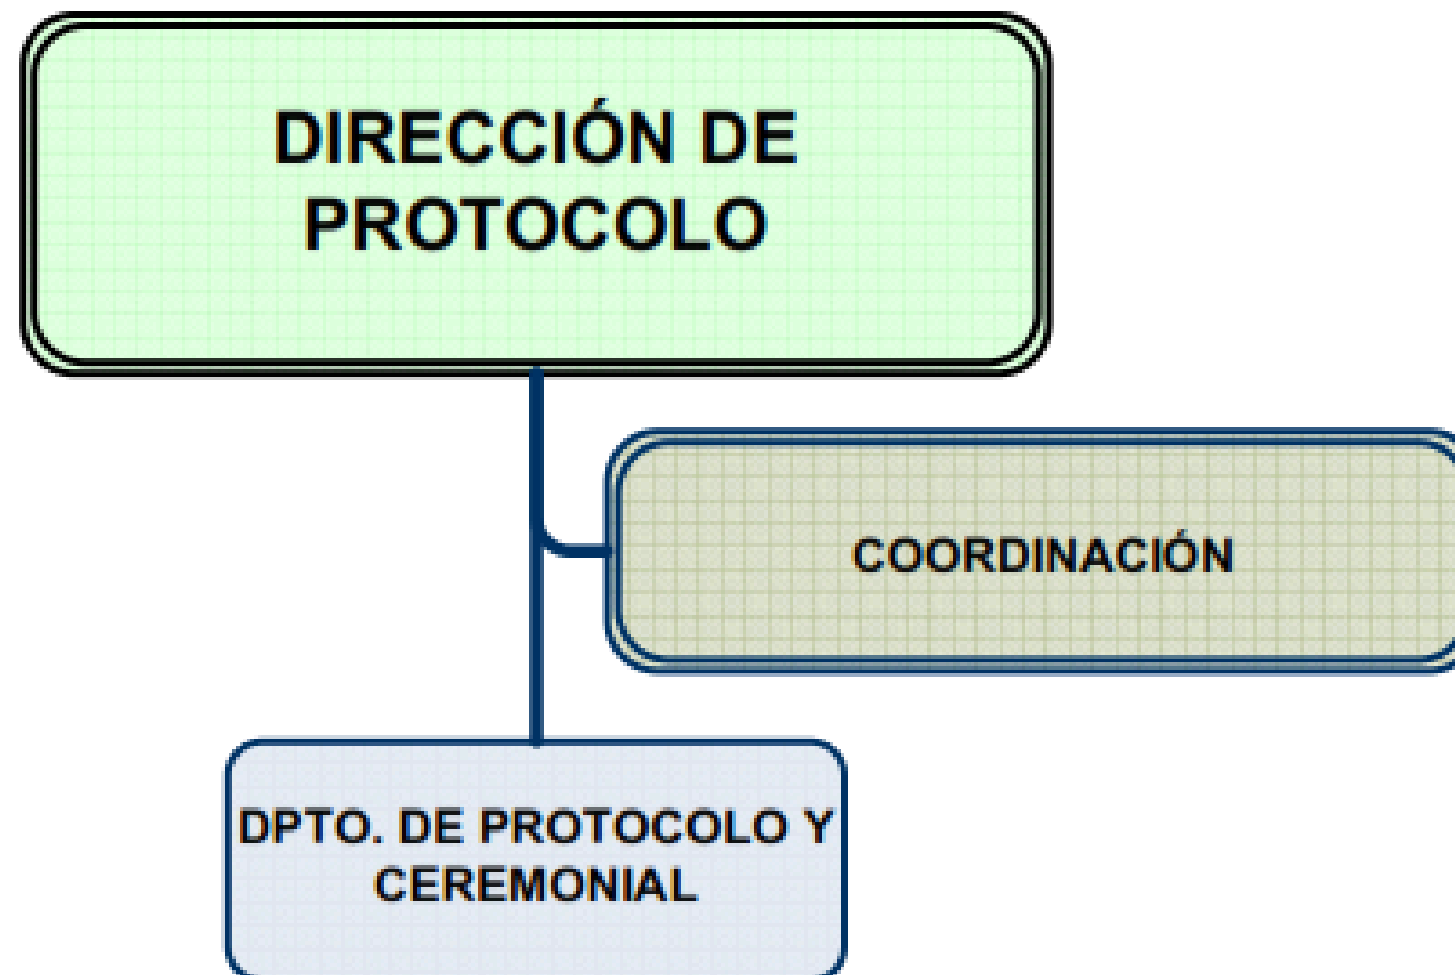 DIRECCIÓN DE
PROTOCOLO
COORDINACIÓN
DPTO. DE PROTOCOLO Y
CEREMONIAL